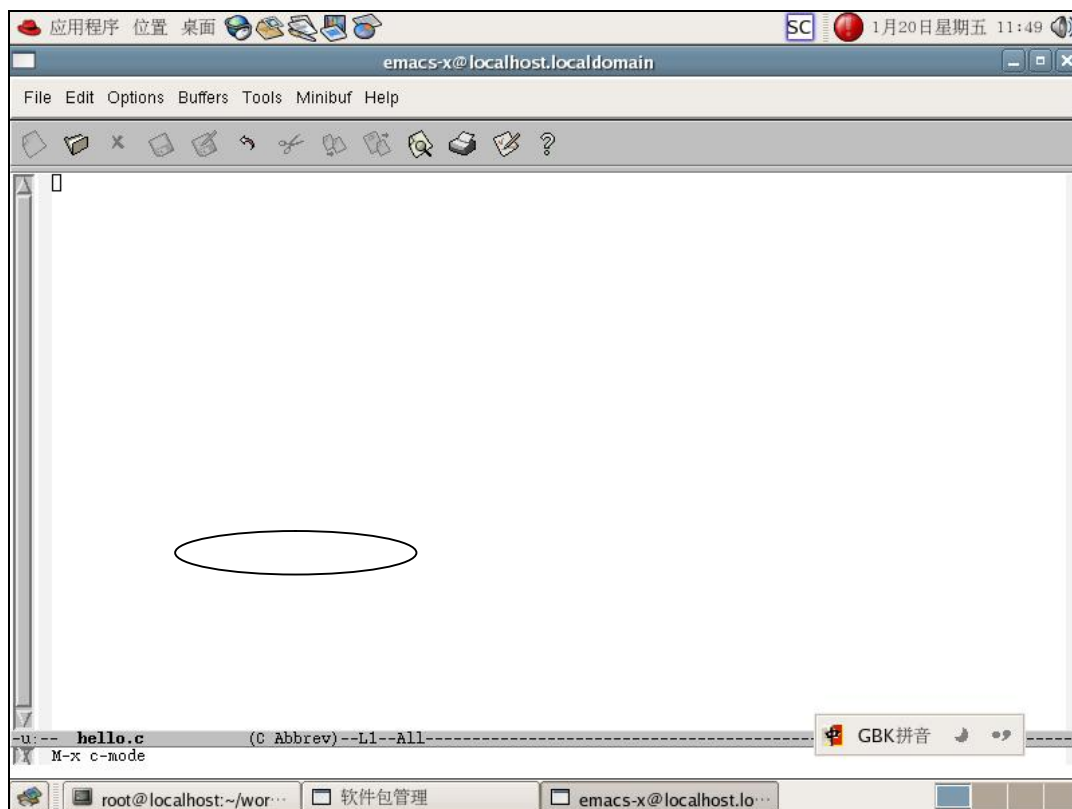 应用程序 位置 桌面 SC 1月20日星期五 11:49
emacs-x@localhost.localdomain
File Edit Options Buffers Tools Minibuf Help
-u:-- hello.c (C Abbrev)--L1--All--------------------------------------------
M-x c-mode
中 GBK拼音
root@localhost:~/wor… 软件包管理 emacs-x@localhost.lo…